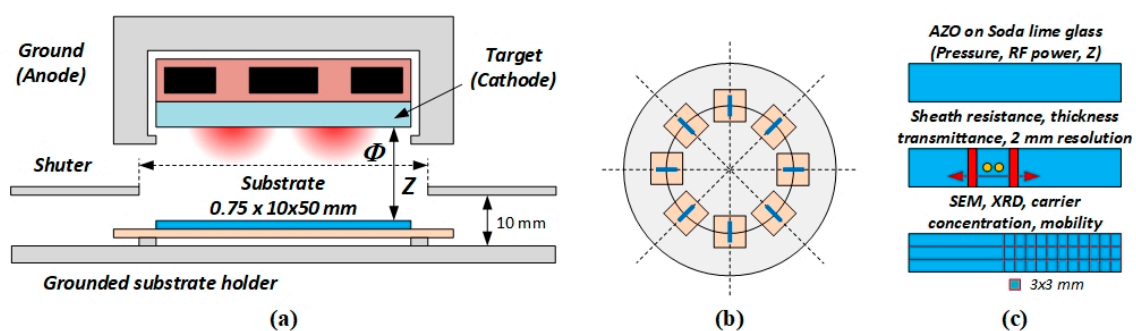 Ground
(Anode)
Target
(Cathode)
Shuter
Φ
Z
Substrate
0.75 x 10x50 mm
10 mm
Grounded substrate holder
(a)
(b)
AZO on Soda lime glass
(Pressure, RF power, Z)
Sheath resistance, thickness
transmittance, 2 mm resolution
SEM, XRD, carrier
concentration, mobility
3x3 mm
(c)